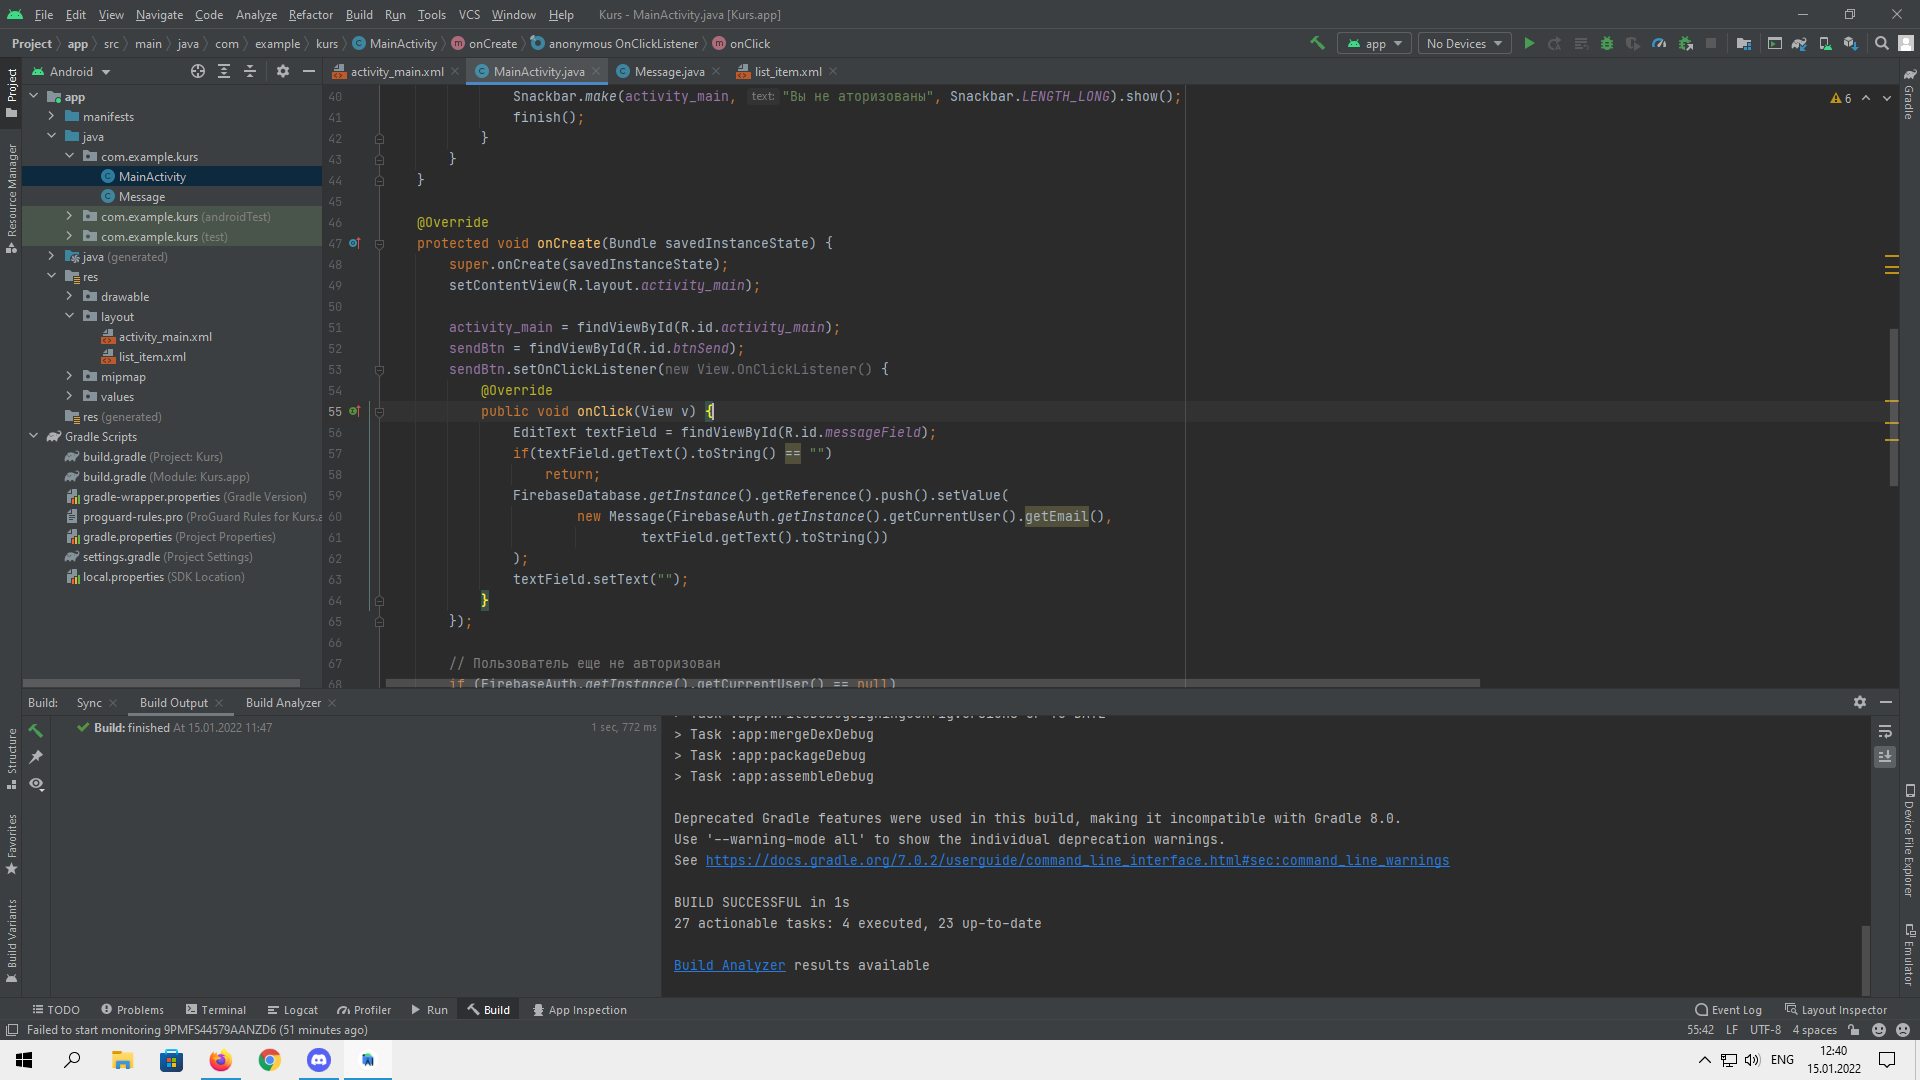 File Edit View Navigate Code Analyze Refactor Build Run Tools VCS Window Help Kurs - MainActivity.java [Kurs.app]
Project app src main java com example kurs MainActivity onCreate anonymous OnClickListener onClick app No Devices
Android
activity_main.xml MainActivity.java Message.java list_item.xml
Project
Resource Manager
Structure
Favorites
Build Variants
app
manifests
java
com.example.kurs
MainActivity
Message
com.example.kurs (androidTest)
com.example.kurs (test)
java (generated)
res
drawable
layout
activity_main.xml
list_item.xml
mipmap
values
res (generated)
Gradle Scripts
build.gradle (Project: Kurs)
build.gradle (Module: Kurs.app)
gradle-wrapper.properties (Gradle Version)
proguard-rules.pro (ProGuard Rules for Kurs.a
gradle.properties (Project Properties)
settings.gradle (Project Settings)
local.properties (SDK Location)
6
40 Snackbar.make(activity_main, text: "Вы не аторизованы", Snackbar.LENGTH_LONG).show();
41 finish();
42 }
43 }
44 }
45
46 @Override
47 protected void onCreate(Bundle savedInstanceState) {
48 super.onCreate(savedInstanceState);
49 setContentView(R.layout.activity_main);
50
51 activity_main = findViewById(R.id.activity_main);
52 sendBtn = findViewById(R.id.btnSend);
53 sendBtn.setOnClickListener(new View.OnClickListener() {
54 @Override
55 public void onClick(View v) {
56 EditText textField = findViewById(R.id.messageField);
57 if(textField.getText().toString() == "")
58 return;
59 FirebaseDatabase.getInstance().getReference().push().setValue(
60 new Message(FirebaseAuth.getInstance().getCurrentUser().getEmail(),
61 textField.getText().toString())
62 );
63 textField.setText("");
64 }
65 });
66
67 // Пользователь еще не авторизован
68 if (FirebaseAuth.getInstance().getCurrentUser() == null)
Gradle
Device File Explorer
Emulator
Build: Sync Build Output Build Analyzer
Build: finished At 15.01.2022 11:47 1 sec, 772 ms
> Task :app:mergeDexDebug
> Task :app:packageDebug
> Task :app:assembleDebug
Deprecated Gradle features were used in this build, making it incompatible with Gradle 8.0.
Use '--warning-mode all' to show the individual deprecation warnings.
See https://docs.gradle.org/7.0.2/userguide/command_line_interface.html#sec:command_line_warnings
BUILD SUCCESSFUL in 1s
27 actionable tasks: 4 executed, 23 up-to-date
Build Analyzer results available
TODO Problems Terminal Logcat Profiler Run Build App Inspection Event Log Layout Inspector
Failed to start monitoring 9PMFS44579AANZD6 (51 minutes ago) 55:42 LF UTF-8 4 spaces
ENG 12:40
15.01.2022